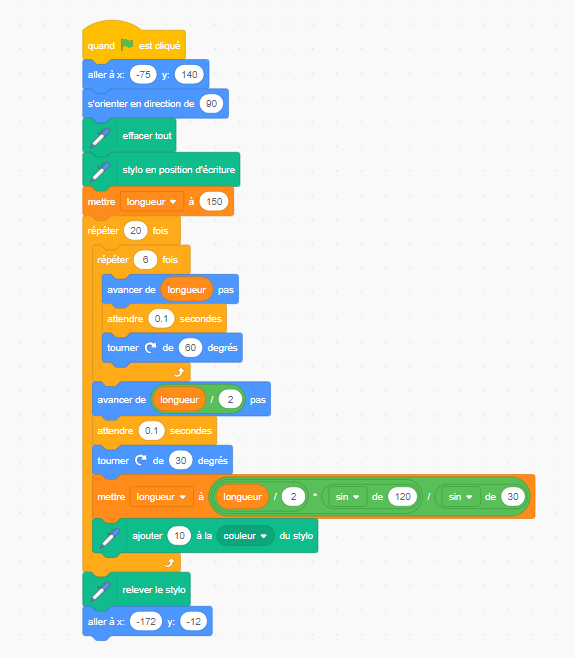 quand est cliqué
aller à x: -75 y: 140
s'orienter en direction de 90
effacer tout
stylo en position d'écriture
mettre longueur à 150
répéter 20 fois
répéter 6 fois
avancer de longueur pas
attendre 0.1 secondes
tourner de 60 degrés
avancer de longueur / 2 pas
attendre 0.1 secondes
tourner de 30 degrés
mettre longueur à longueur / 2 * sin de 120 / sin de 30
ajouter 10 à la couleur du stylo
relever le stylo
aller à x: -172 y: -12